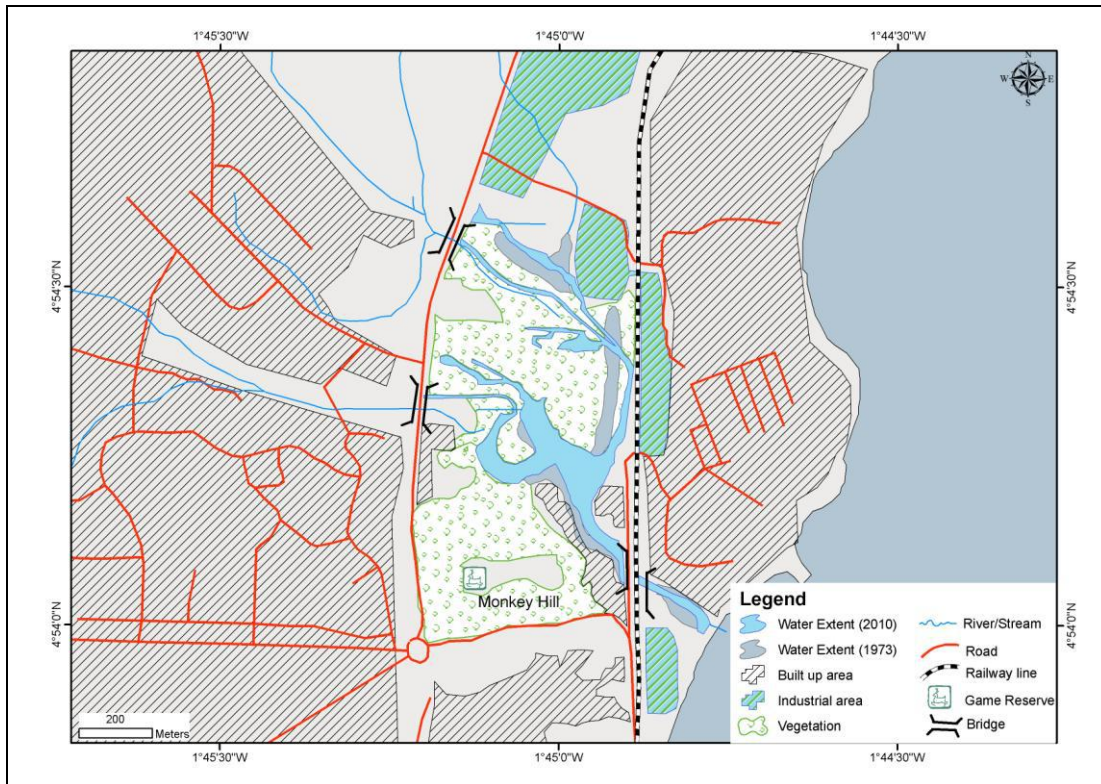 1°45'30"W 1°45'0"W 1°44'30"W
N
W E
S
4°54'30"N 4°54'30"N
Monkey Hill
4°54'0"N 4°54'0"N
Legend
Water Extent (2010)
Water Extent (1973)
Built up area
Industrial area
Vegetation
River/Stream
Road
Railway line
Game Reserve
Bridge
200
Meters
1°45'30"W 1°45'0"W 1°44'30"W